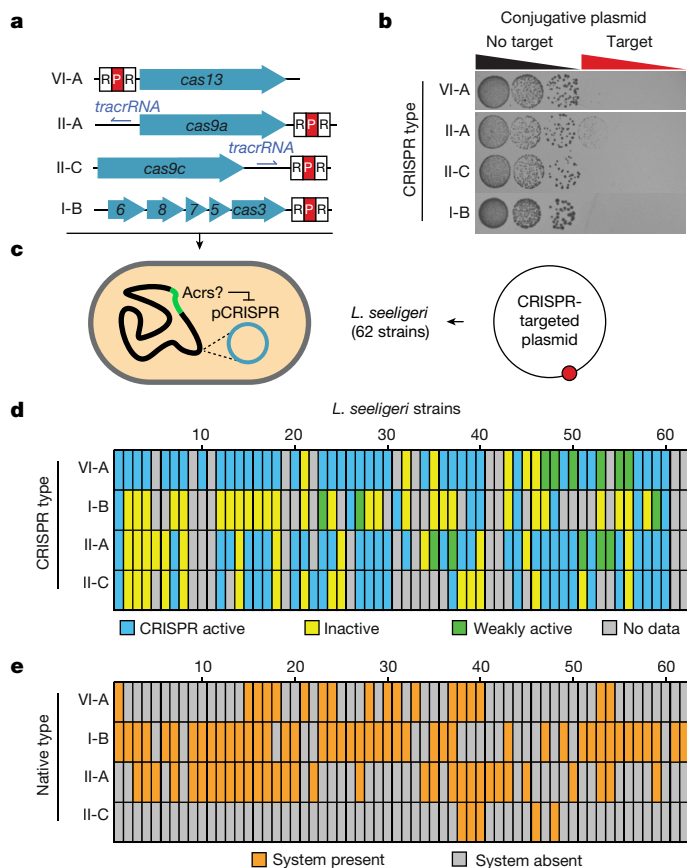 a
VI-A
R P R
cas13
tracrRNA
II-A
cas9a
R P R
tracrRNA
II-C
cas9c
R P R
I-B
6 8 7 5 cas3
R P R
b
Conjugative plasmid
No target Target
CRISPR type
VI-A
II-A
II-C
I-B
c
Acrs?
pCRISPR
L. seeligeri
(62 strains)
CRISPR-
targeted
plasmid
d
L. seeligeri strains
10 20 30 40 50 60
CRISPR type
VI-A
I-B
II-A
II-C
CRISPR active Inactive Weakly active No data
e
10 20 30 40 50 60
Native type
VI-A
I-B
II-A
II-C
System present System absent